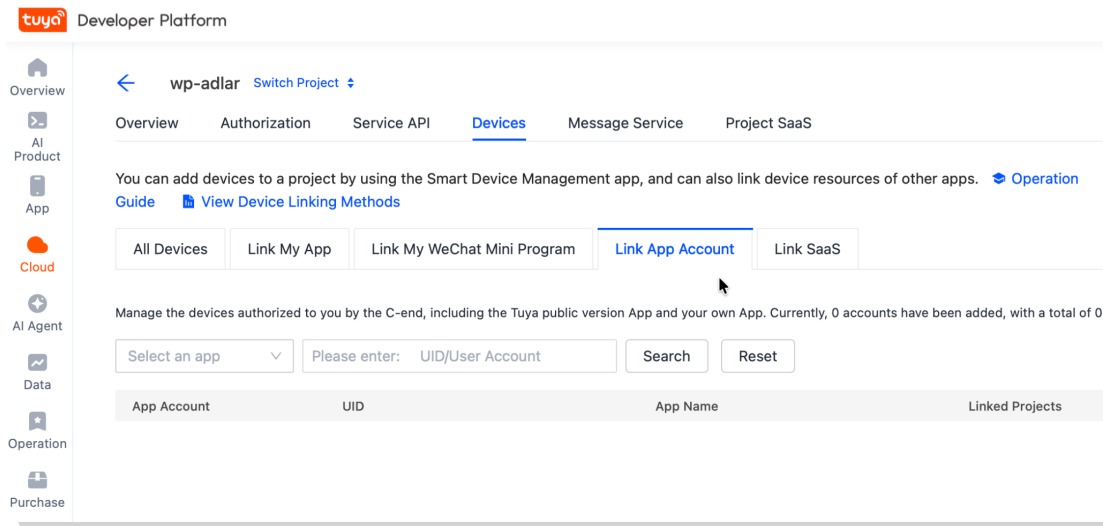 tuya Developer Platform
Overview
AI
Product
App
Cloud
AI Agent
Data
Operation
Purchase
wp-adlar Switch Project
Overview Authorization Service API Devices Message Service Project SaaS
You can add devices to a project by using the Smart Device Management app, and can also link device resources of other apps. Operation
Guide View Device Linking Methods
All Devices Link My App Link My WeChat Mini Program Link App Account Link SaaS
Manage the devices authorized to you by the C-end, including the Tuya public version App and your own App. Currently, 0 accounts have been added, with a total of 0
Select an app Please enter: UID/User Account Search Reset
App Account UID App Name Linked Projects